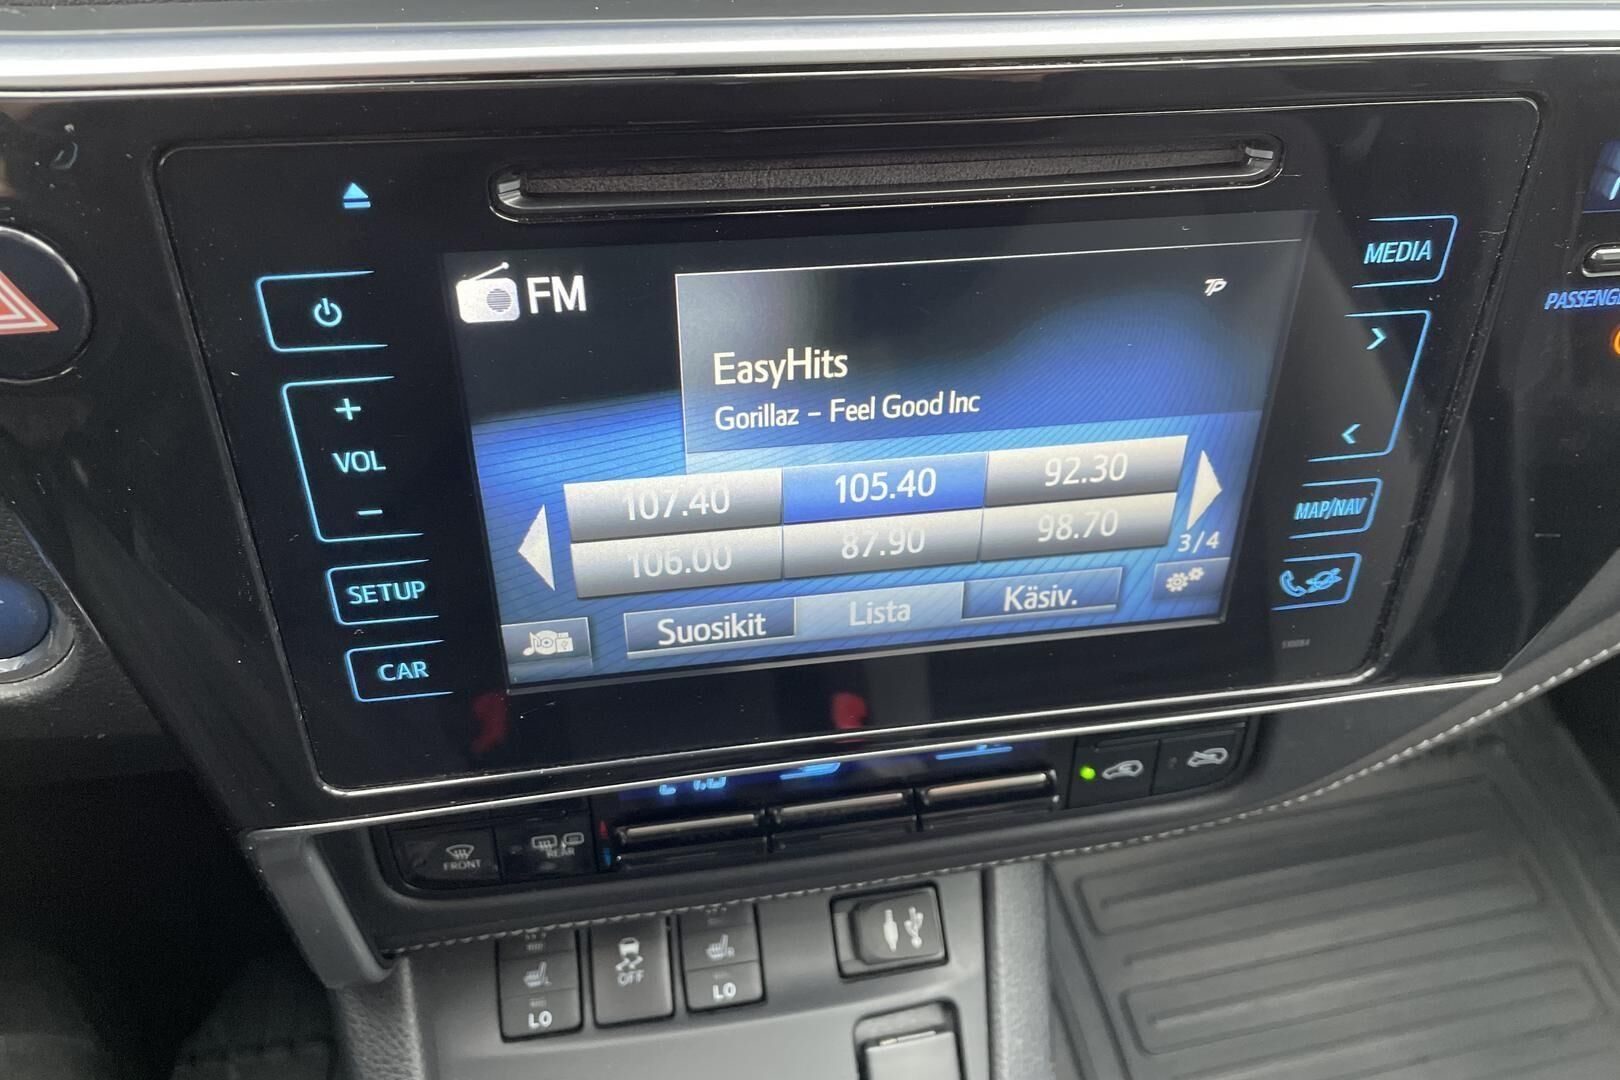 MEDIA
FM
TP
PASSENG
EasyHits
Gorillaz – Feel Good Inc
+
VOL
−
107.40 105.40 92.30
106.00 87.90 98.70
3/4
MAP/NAV
SETUP
Suosikit Lista Käsiv.
CAR
FRONT
REAR
OFF
LO
LO